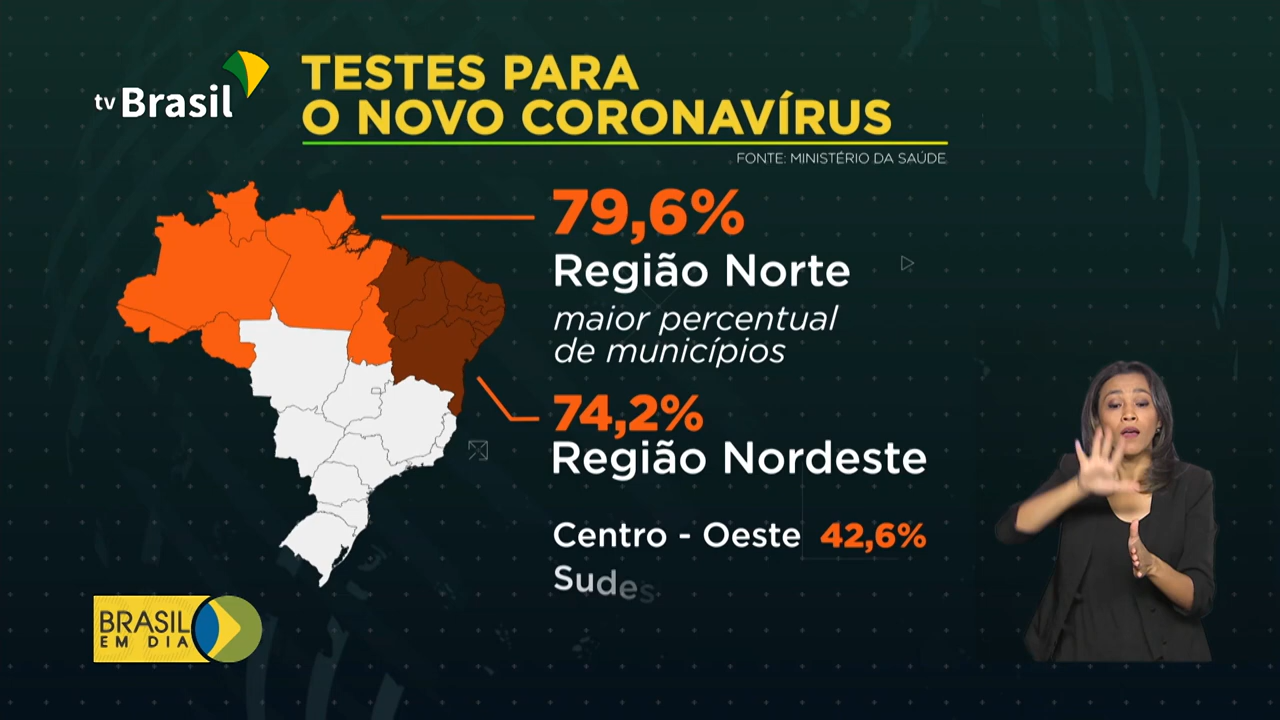 tv Brasil
TESTES PARA
O NOVO CORONAVÍRUS
FONTE: MINISTÉRIO DA SAÚDE
79,6%
Região Norte
maior percentual
de municípios
74,2%
Região Nordeste
Centro - Oeste 42,6%
Sudes
BRASIL
EM DIA